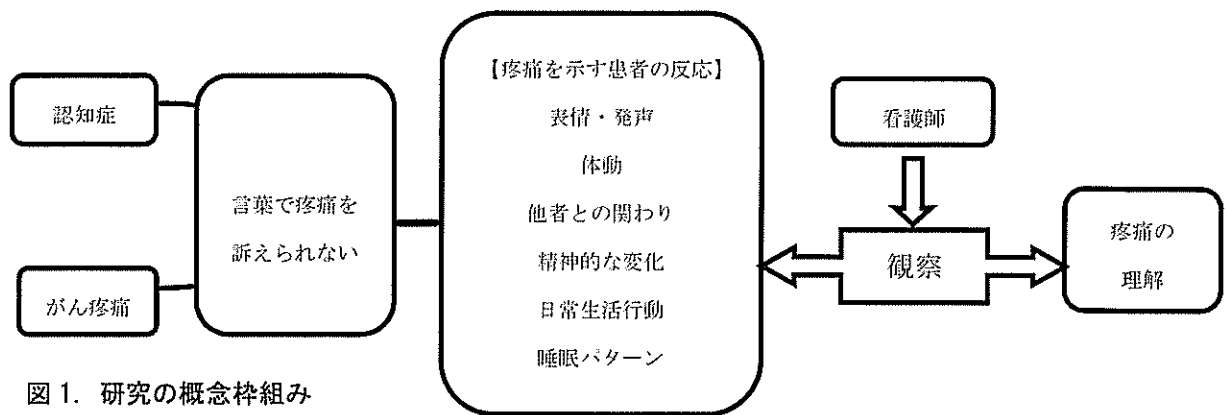 認知症
がん疼痛
言葉で疼痛を
訴えられない
【疼痛を示す患者の反応】
表情・発声
体動
他者との関わり
精神的な変化
日常生活行動
睡眠パターン
看護師
観察
疼痛の
理解
図1. 研究の概念枠組み